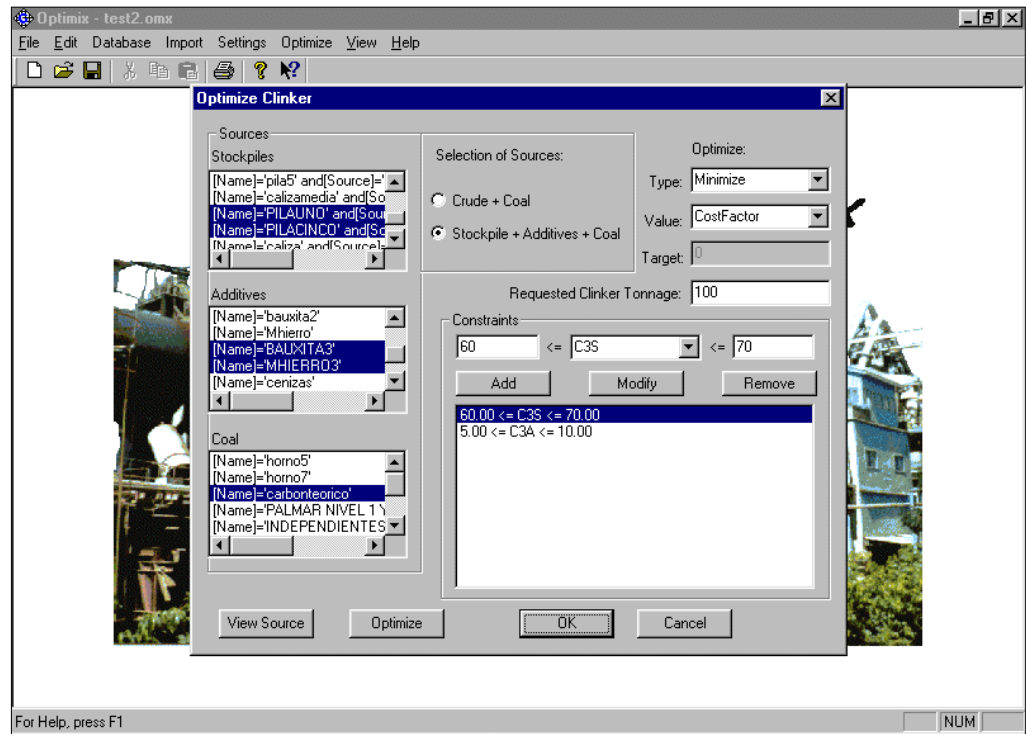 Optimix - test2.omx
File Edit Database Import Settings Optimize View Help
Optimize Clinker
Sources
Stockpiles
[Name]='pila5' and[Source]='
[Name]='calizamedia' and[So
[Name]='PILAUNO' and[Sour
[Name]='PILACINCO' and[So
[Name]='caliza' and[Source]=
Additives
[Name]='bauxita2'
[Name]='Mhierro'
[Name]='BAUXITA3'
[Name]='MHIERRO3'
[Name]='cenizas'
Coal
[Name]='horno5'
[Name]='horno7'
[Name]='carbonteorico'
[Name]='PALMAR NIVEL 1 Y
[Name]='INDEPENDIENTES
Selection of Sources:
Crude + Coal
Stockpile + Additives + Coal
Optimize:
Type: Minimize
Value: CostFactor
Target: 0
Requested Clinker Tonnage: 100
Constraints
60 <= C3S <= 70
Add Modify Remove
60.00 <= C3S <= 70.00
5.00 <= C3A <= 10.00
View Source Optimize OK Cancel
For Help, press F1 NUM